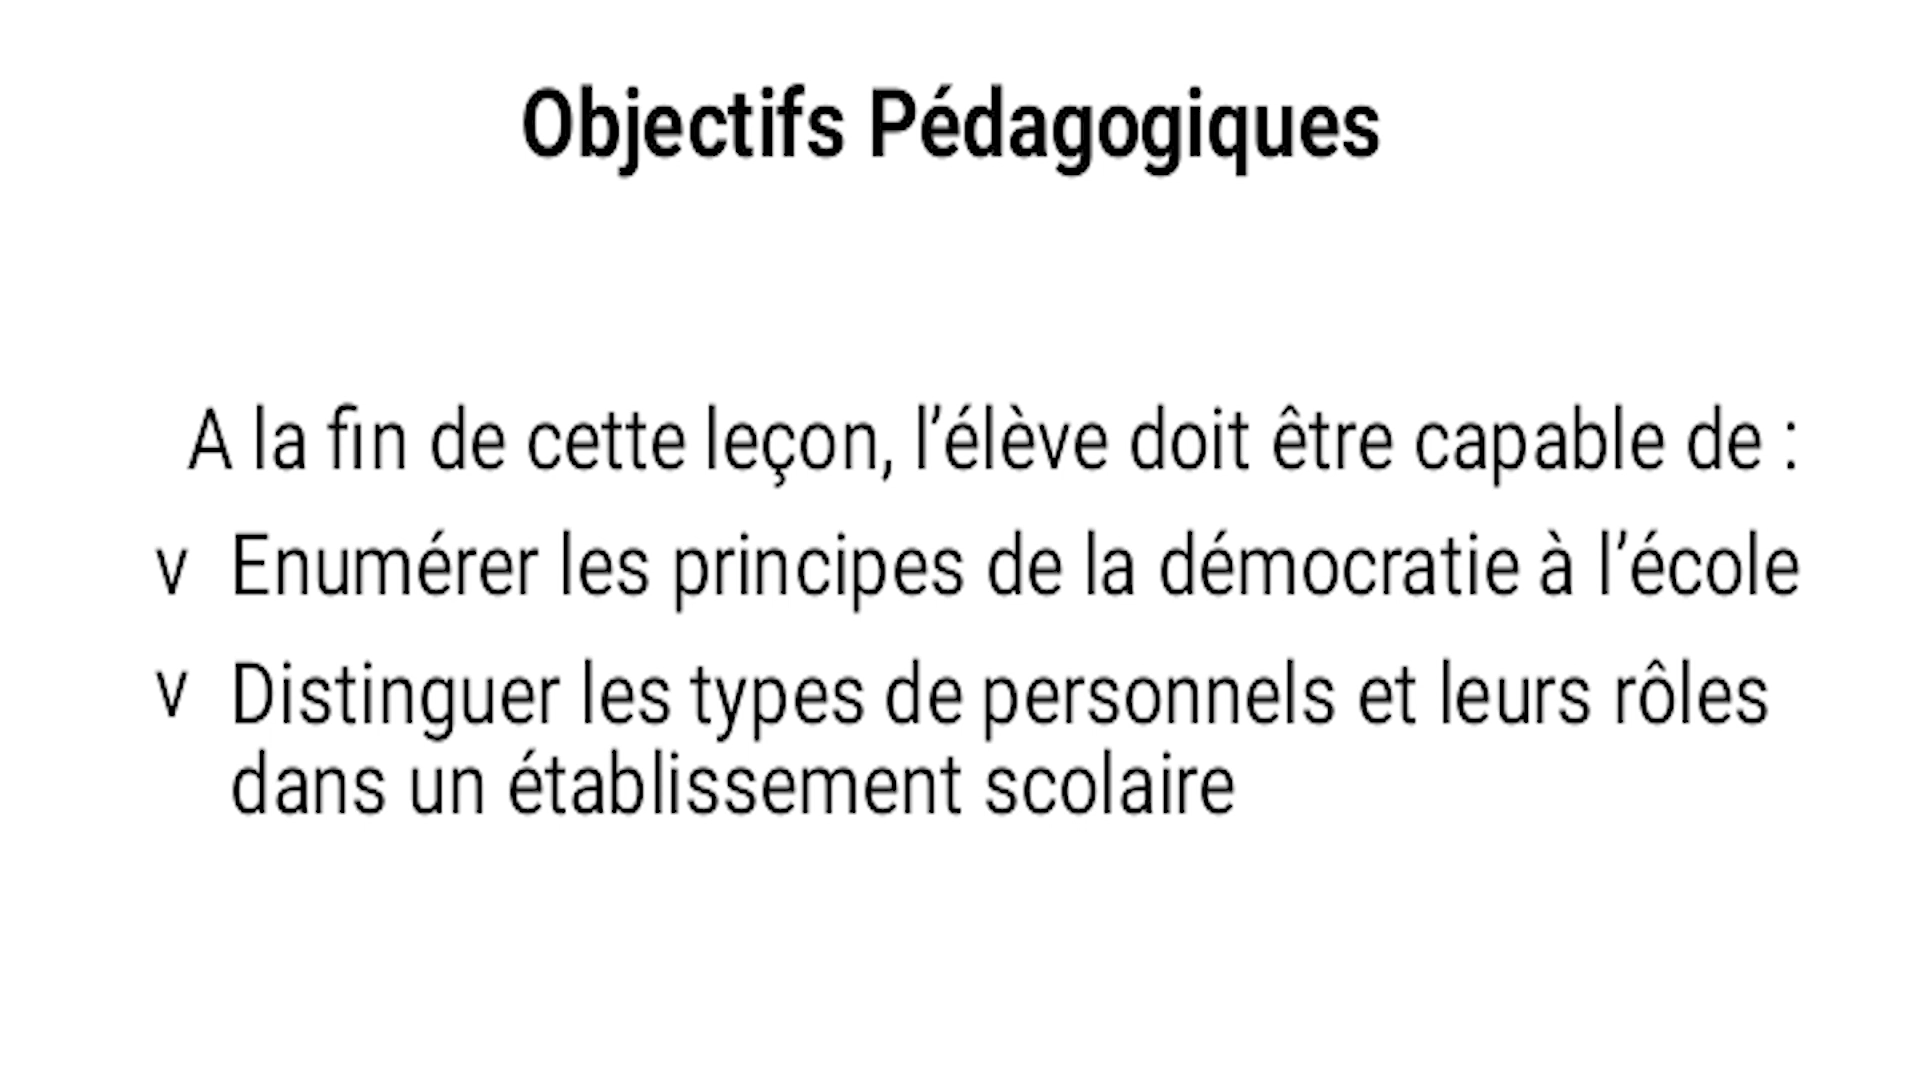 Objectifs Pédagogiques
A la fin de cette leçon, l’élève doit être capable de :
v Enumérer les principes de la démocratie à l’école
v Distinguer les types de personnels et leurs rôles
dans un établissement scolaire